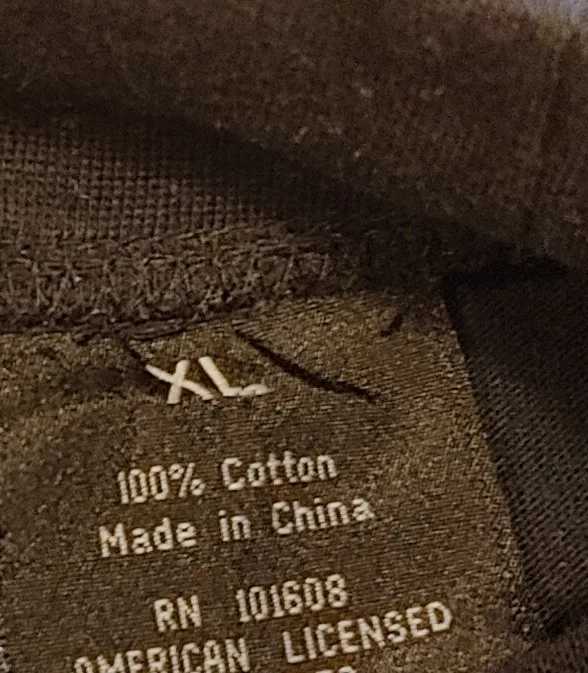 XL
100% Cotton
Made in China
RN 101608
AMERICAN LICENSED